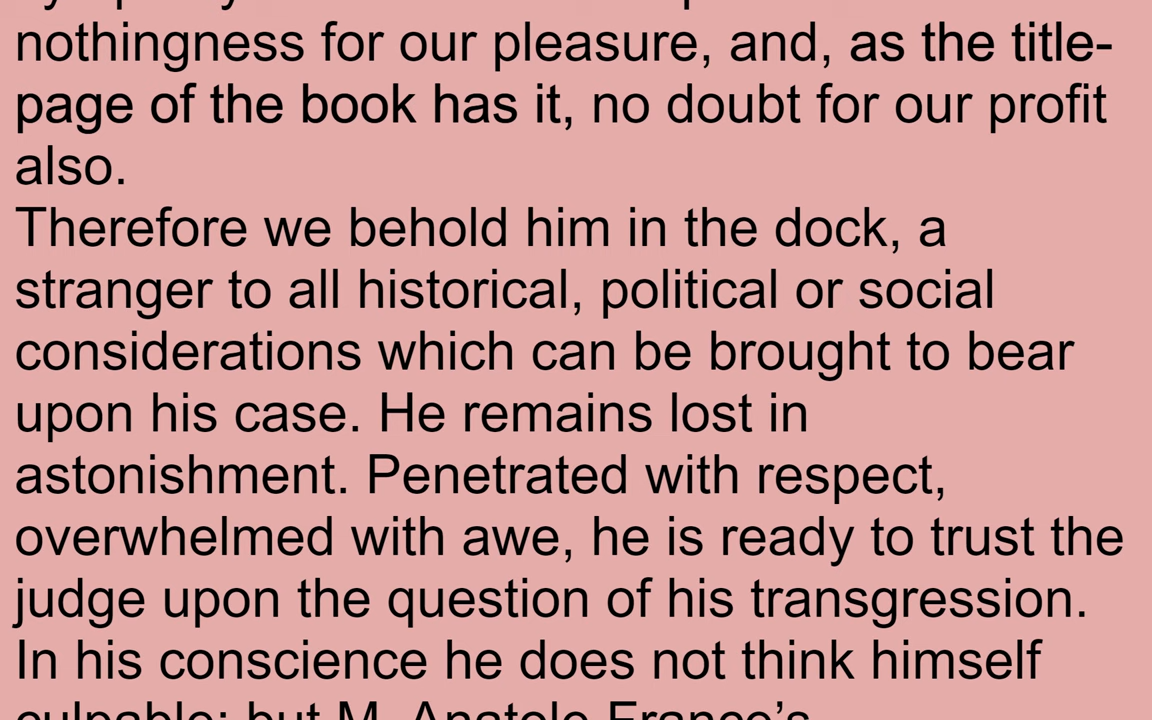 nothingness for our pleasure, and, as the title-
page of the book has it, no doubt for our profit
also.
Therefore we behold him in the dock, a
stranger to all historical, political or social
considerations which can be brought to bear
upon his case. He remains lost in
astonishment. Penetrated with respect,
overwhelmed with awe, he is ready to trust the
judge upon the question of his transgression.
In his conscience he does not think himself
culpable; but M. Anatole France’s